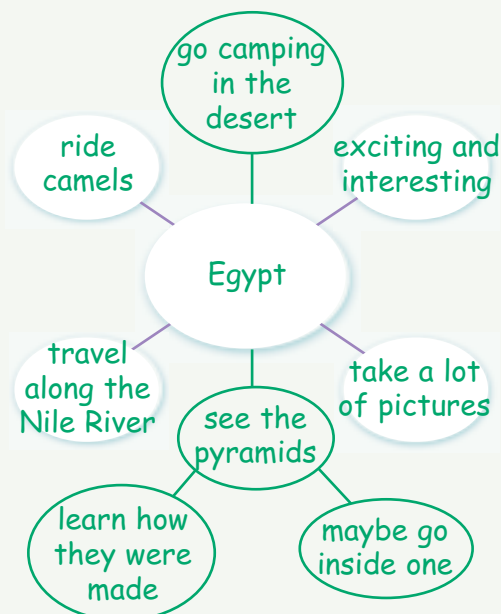 go camping
in the
desert
ride
camels
exciting and
interesting
Egypt
travel
along the
Nile River
take a lot
of pictures
see the
pyramids
learn how
they were
made
maybe go
inside one